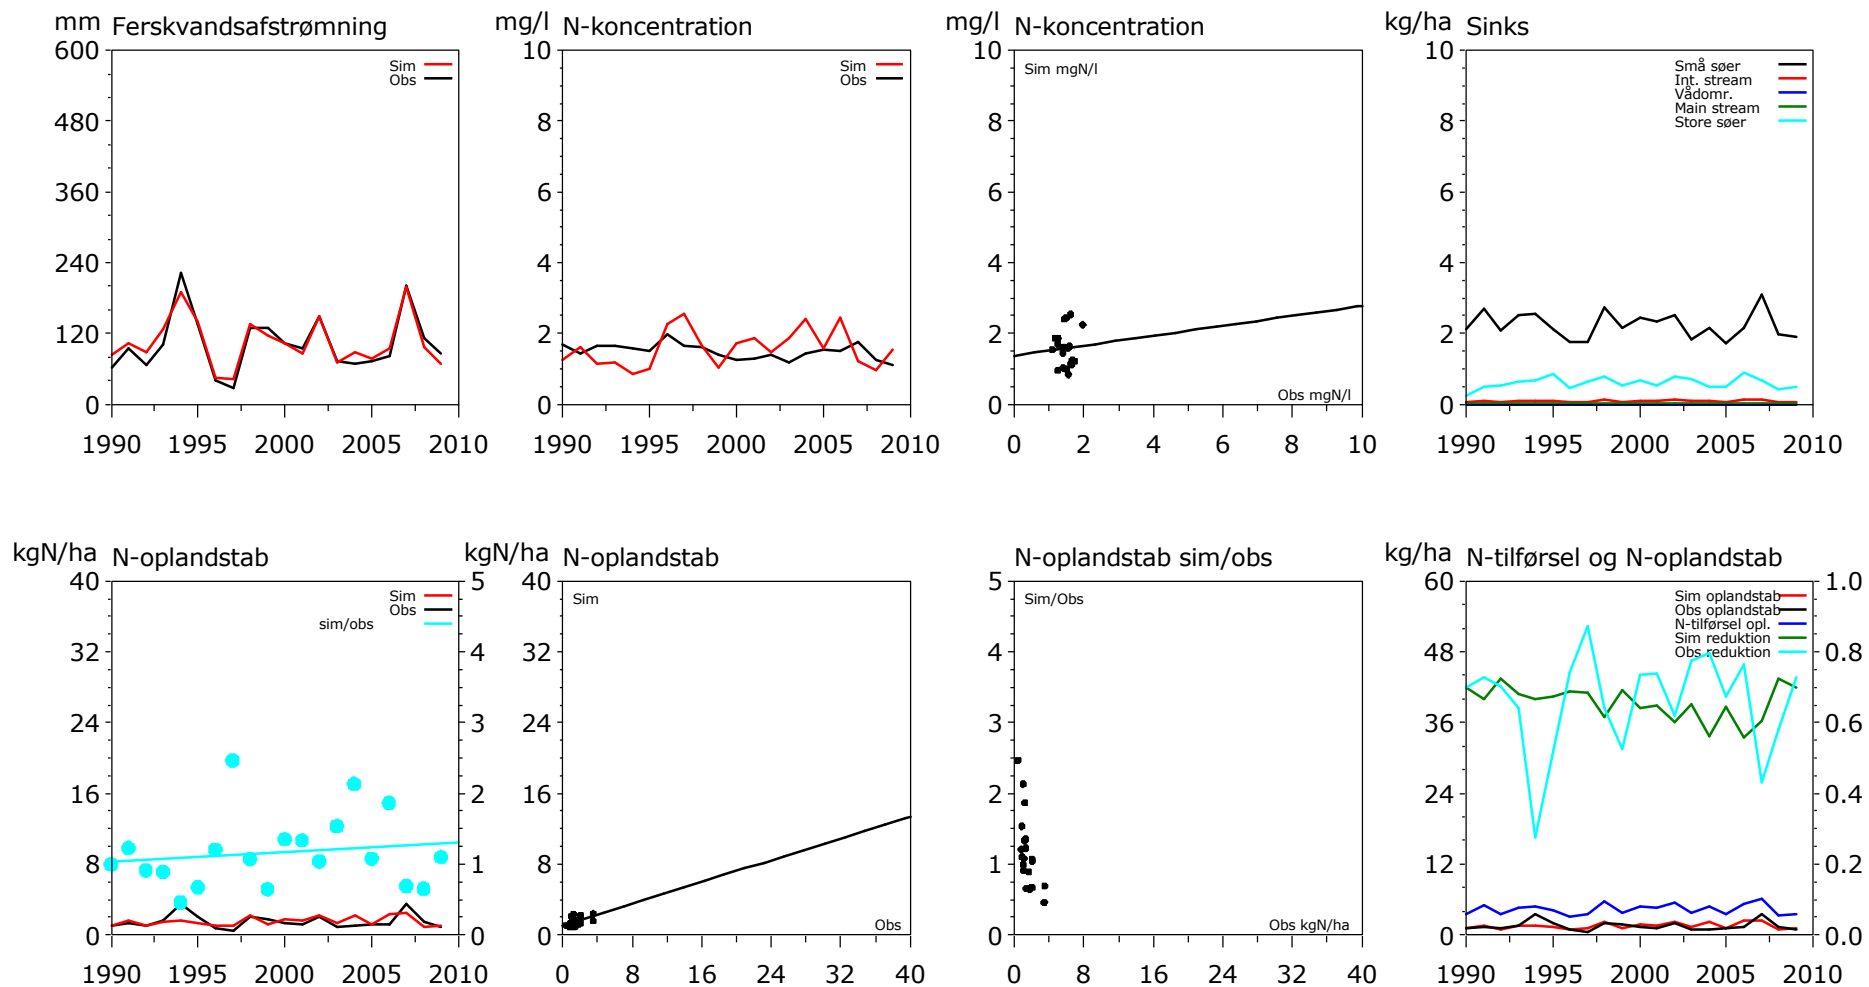 mm Ferskvandsafstrømning
600
480
360
240
120
0
Sim
Obs
1990 1995 2000 2005 2010
mg/l N-koncentration
10
8
6
4
2
0
Sim
Obs
1990 1995 2000 2005 2010
mg/l N-koncentration
10
8
6
4
2
0
Sim mgN/l
Obs mgN/l
0 2 4 6 8 10
kg/ha Sinks
10
8
6
4
2
0
Små søer
Int. stream
Vådomr.
Main stream
Store søer
1990 1995 2000 2005 2010
kgN/ha N-oplandstab
40
32
24
16
8
0
Sim
Obs
sim/obs
5
4
3
2
1
0
1990 1995 2000 2005 2010
kgN/ha N-oplandstab
40
32
24
16
8
0
Sim
Obs
0 8 16 24 32 40
N-oplandstab sim/obs
5
4
3
2
1
0
Sim/Obs
Obs kgN/ha
0 8 16 24 32 40
kg/ha N-tilførsel og N-oplandstab
60
48
36
24
12
0
Sim oplandstab
Obs oplandstab
N-tilførsel opl.
Sim reduktion
Obs reduktion
1.0
0.8
0.6
0.4
0.2
0.0
1990 1995 2000 2005 2010